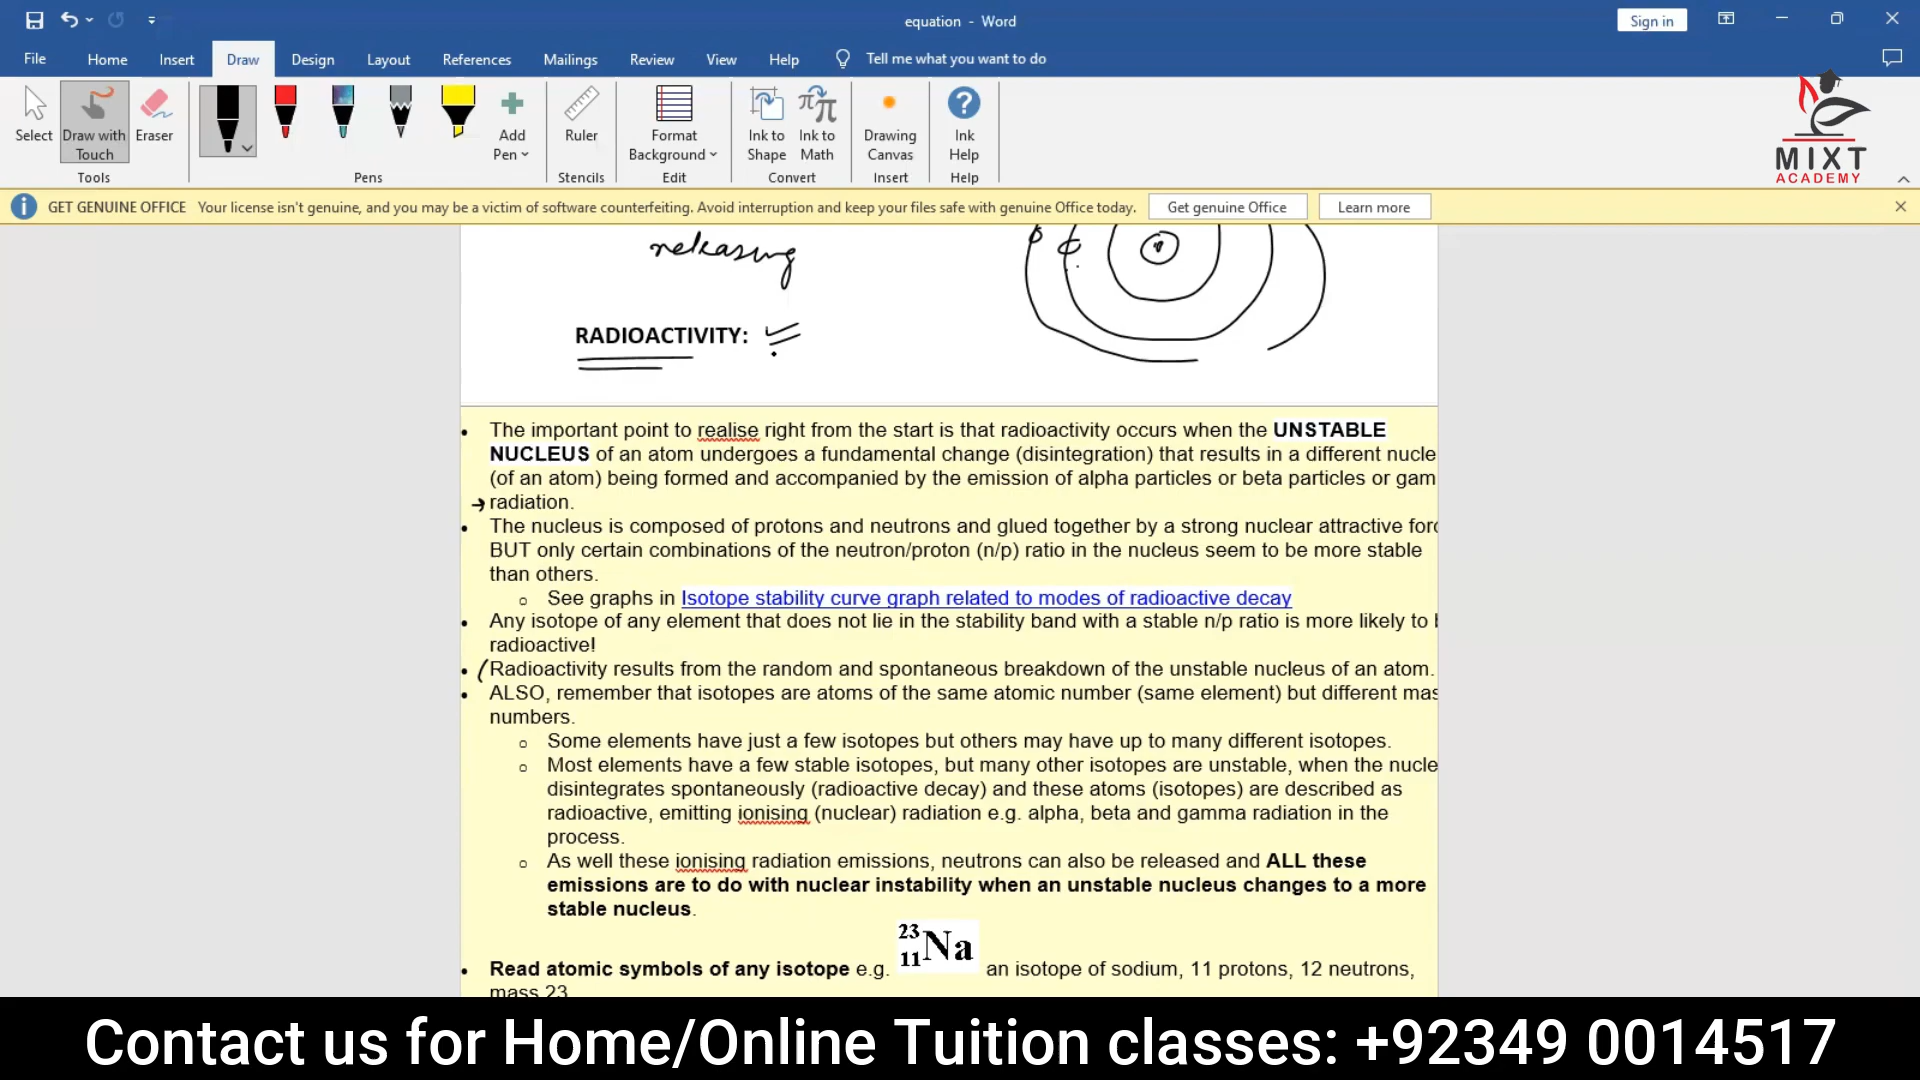 equation - Word
Sign in
File Home Insert Draw Design Layout References Mailings Review View Help Tell me what you want to do
Select Draw with Touch Eraser
Add Pen
Ruler
Format Background
Ink to Shape
Ink to Math
Drawing Canvas
Ink Help
Tools Pens Stencils Edit Convert Insert Help
MIXT
ACADEMY
GET GENUINE OFFICE Your license isn't genuine, and you may be a victim of software counterfeiting. Avoid interruption and keep your files safe with genuine Office today. Get genuine Office Learn more
releasing
RADIOACTIVITY:
• The important point to realise right from the start is that radioactivity occurs when the UNSTABLE
NUCLEUS of an atom undergoes a fundamental change (disintegration) that results in a different nucle
(of an atom) being formed and accompanied by the emission of alpha particles or beta particles or gam
radiation.
• The nucleus is composed of protons and neutrons and glued together by a strong nuclear attractive forc
BUT only certain combinations of the neutron/proton (n/p) ratio in the nucleus seem to be more stable
than others.
o See graphs in Isotope stability curve graph related to modes of radioactive decay
• Any isotope of any element that does not lie in the stability band with a stable n/p ratio is more likely to b
radioactive!
• (Radioactivity results from the random and spontaneous breakdown of the unstable nucleus of an atom.
• ALSO, remember that isotopes are atoms of the same atomic number (same element) but different mas
numbers.
o Some elements have just a few isotopes but others may have up to many different isotopes.
o Most elements have a few stable isotopes, but many other isotopes are unstable, when the nucle
disintegrates spontaneously (radioactive decay) and these atoms (isotopes) are described as
radioactive, emitting ionising (nuclear) radiation e.g. alpha, beta and gamma radiation in the
process.
o As well these ionising radiation emissions, neutrons can also be released and ALL these
emissions are to do with nuclear instability when an unstable nucleus changes to a more
stable nucleus.
• Read atomic symbols of any isotope e.g. 23 11 Na an isotope of sodium, 11 protons, 12 neutrons,
mass 23
Contact us for Home/Online Tuition classes: +92349 0014517